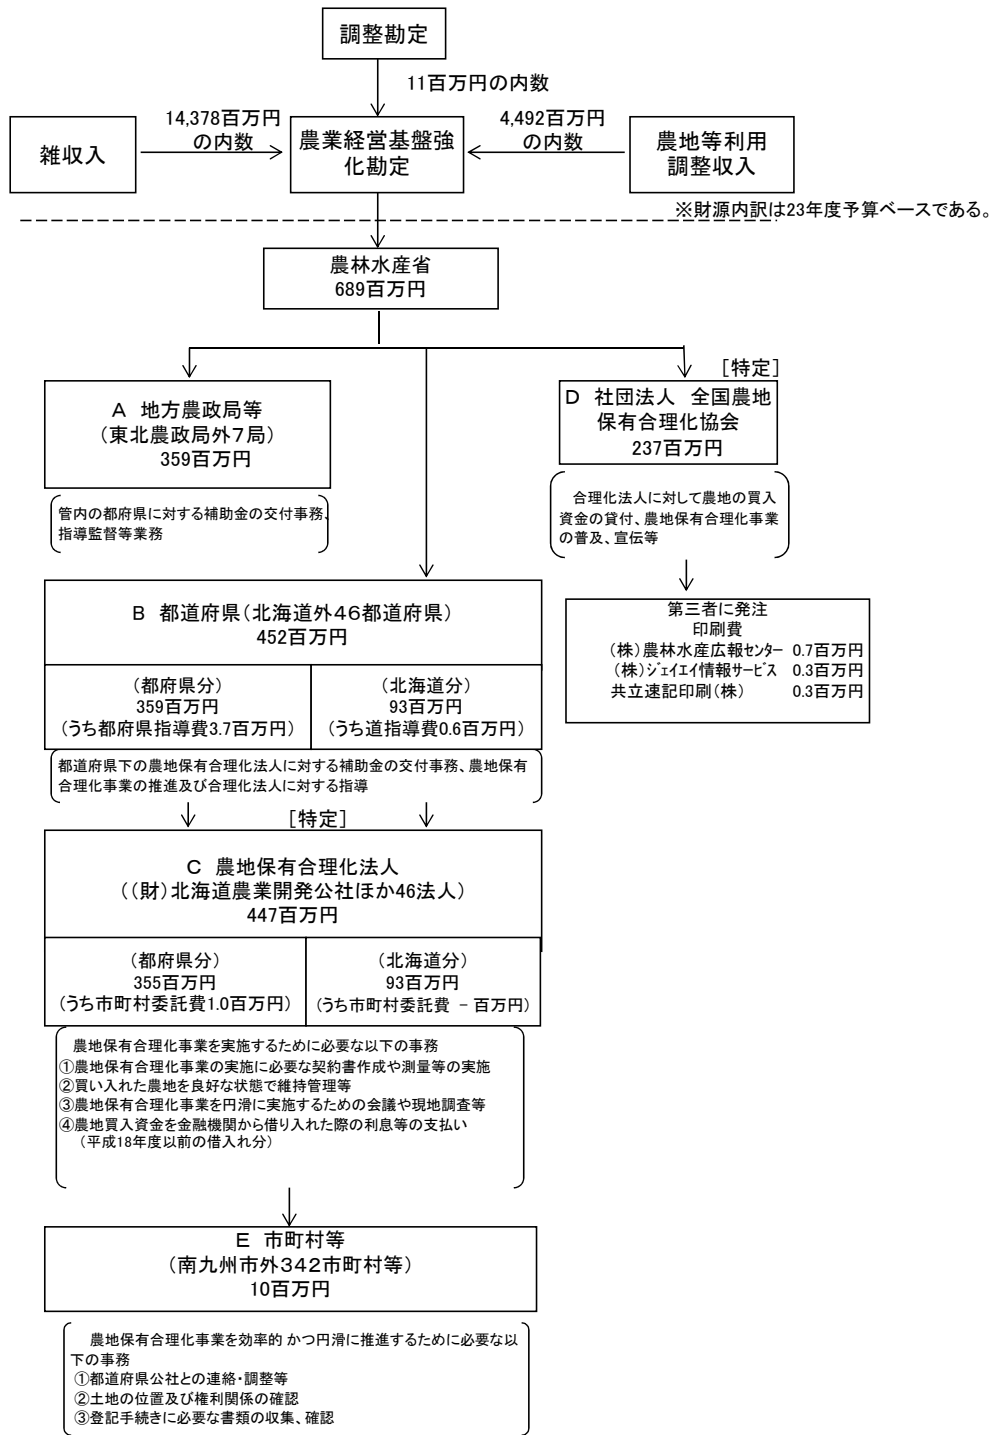 調整勘定
11百万円の内数
14,378百万円
の内数
4,492百万円
の内数
雑収入
農業経営基盤強
化勘定
農地等利用
調整収入
※財源内訳は23年度予算ベースである。
農林水産省
689百万円
[特定]
A 地方農政局等
(東北農政局外7局)
359百万円
D 社団法人 全国農地
保有合理化協会
237百万円
管内の都府県に対する補助金の交付事務、
指導監督等業務
合理化法人に対して農地の買入
資金の貸付、農地保有合理化事業
の普及、宣伝等
B 都道府県(北海道外46都道府県)
452百万円
第三者に発注
印刷費
(株)農林水産広報センター 0.7百万円
(株)ジェイエイ情報サービス 0.3百万円
共立速記印刷(株) 0.3百万円
(都府県分)
359百万円
(うち都府県指導費3.7百万円)
(北海道分)
93百万円
(うち道指導費0.6百万円)
都道府県下の農地保有合理化法人に対する補助金の交付事務、農地保有
合理化事業の推進及び合理化法人に対する指導
[特定]
C 農地保有合理化法人
((財)北海道農業開発公社ほか46法人)
447百万円
(都府県分)
355百万円
(うち市町村委託費1.0百万円)
(北海道分)
93百万円
(うち市町村委託費 - 百万円)
農地保有合理化事業を実施するために必要な以下の事務
①農地保有合理化事業の実施に必要な契約書作成や測量等の実施
②買い入れた農地を良好な状態で維持管理等
③農地保有合理化事業を円滑に実施するための会議や現地調査等
④農地買入資金を金融機関から借り入れた際の利息等の支払い
(平成18年度以前の借入れ分)
E 市町村等
(南九州市外342市町村等)
10百万円
農地保有合理化事業を効率的 かつ円滑に推進するために必要な以
下の事務
①都道府県公社との連絡・調整等
②土地の位置及び権利関係の確認
③登記手続きに必要な書類の収集、確認